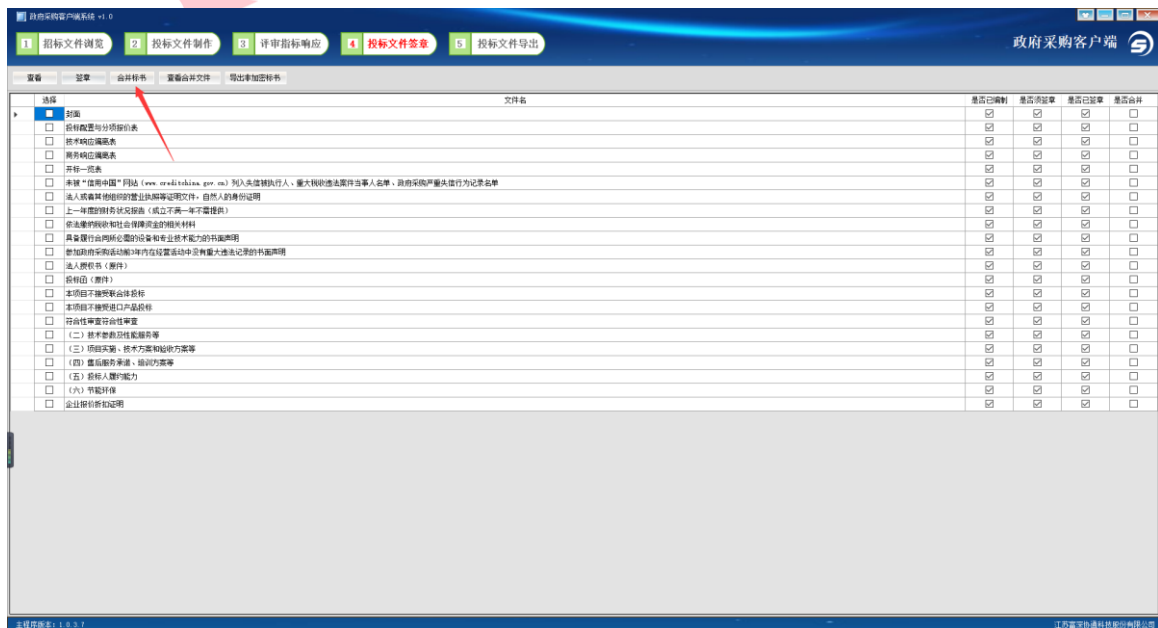 政府采购客户端系统 v1.0
1 招标文件浏览 2 投标文件制作 3 评审指标响应 4 投标文件签章 5 投标文件导出 政府采购客户端
查看 签章 合并标书 查看合并文件 导出非加密标书
选择 文件名 是否已编制 是否须签章 是否已签章 是否合并
封面
投标配置与分项报价表
技术响应偏离表
商务响应偏离表
开标一览表
未被“信用中国”网站（www.creditchina.gov.cn）列入失信被执行人、重大税收违法案件当事人名单、政府采购严重失信行为记录名单
法人或者其他组织的营业执照等证明文件，自然人的身份证明
上一年度的财务状况报告（成立不满一年不需提供）
依法缴纳税收和社会保障资金的相关材料
具备履行合同所必需的设备和专业技术能力的书面声明
参加政府采购活动前3年内在经营活动中没有重大违法记录的书面声明
法人授权书（原件）
投标函（原件）
本项目不接受联合体投标
本项目不接受进口产品投标
符合性审查符合性审查
（二）技术参数及性能服务等
（三）项目实施、技术方案和验收方案等
（四）售后服务承诺、培训方案等
（五）投标人履约能力
（六）节能环保
企业报价折扣证明
主程序版本：1.0.3.7 江苏富深协通科技股份有限公司